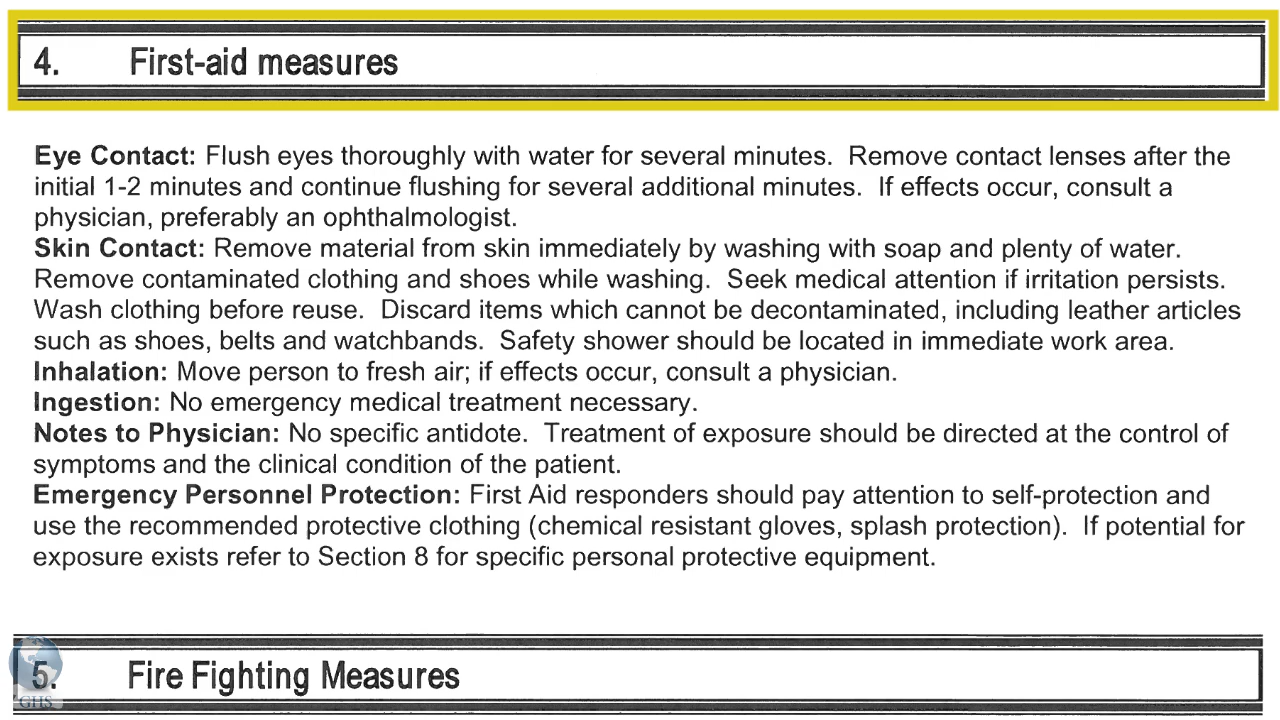 4. First-aid measures
Eye Contact: Flush eyes thoroughly with water for several minutes. Remove contact lenses after the
initial 1-2 minutes and continue flushing for several additional minutes. If effects occur, consult a
physician, preferably an ophthalmologist.
Skin Contact: Remove material from skin immediately by washing with soap and plenty of water.
Remove contaminated clothing and shoes while washing. Seek medical attention if irritation persists.
Wash clothing before reuse. Discard items which cannot be decontaminated, including leather articles
such as shoes, belts and watchbands. Safety shower should be located in immediate work area.
Inhalation: Move person to fresh air; if effects occur, consult a physician.
Ingestion: No emergency medical treatment necessary.
Notes to Physician: No specific antidote. Treatment of exposure should be directed at the control of
symptoms and the clinical condition of the patient.
Emergency Personnel Protection: First Aid responders should pay attention to self-protection and
use the recommended protective clothing (chemical resistant gloves, splash protection). If potential for
exposure exists refer to Section 8 for specific personal protective equipment.
5. Fire Fighting Measures
GHS